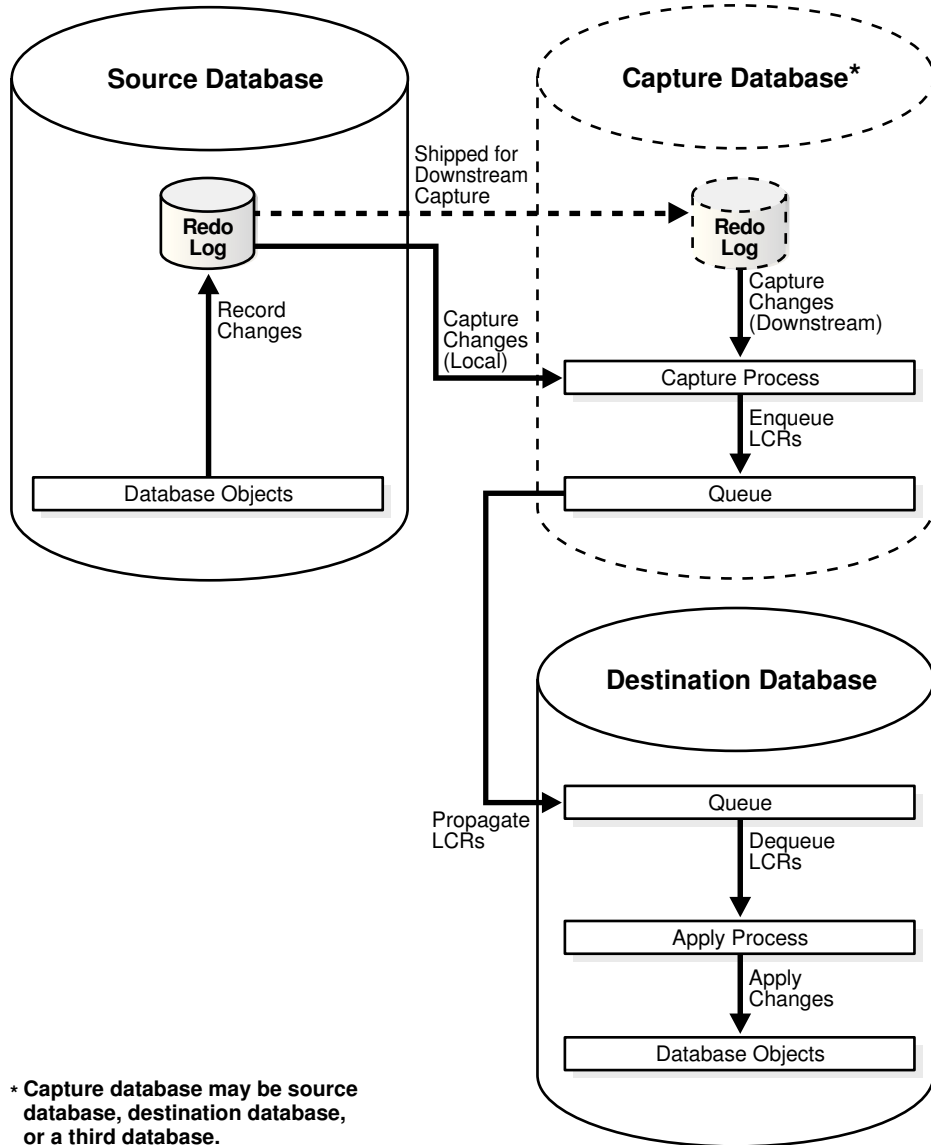 Source Database
Capture Database*
Shipped for
Downstream
Capture
Redo
Log
Redo
Log
Record
Changes
Capture
Changes
(Local)
Capture
Changes
(Downstream)
Capture Process
Enqueue
LCRs
Database Objects
Queue
Destination Database
Propagate
LCRs
Queue
Dequeue
LCRs
Apply Process
Apply
Changes
Database Objects
* Capture database may be source
database, destination database,
or a third database.